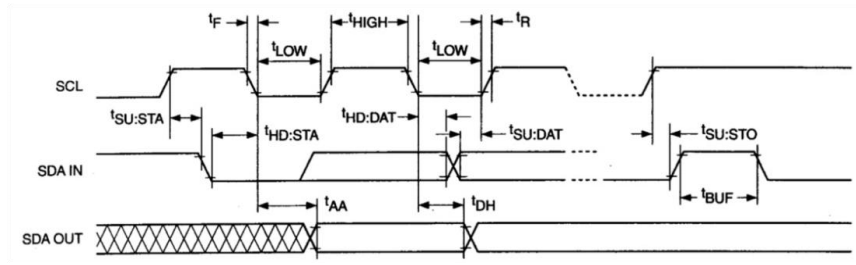 tF tHIGH tR
tLOW tLOW
SCL
tSU:STA tHD:STA tHD:DAT tSU:DAT tSU:STO
SDA IN
tBUF
tAA tDH
SDA OUT